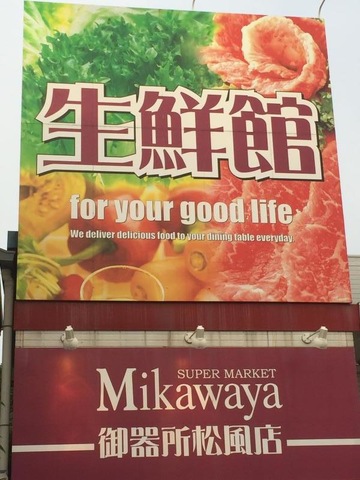 生鮮館
for your good life
We deliver delicious food to your dining table everyday.
SUPER MARKET
Mikawaya
御器所松風店